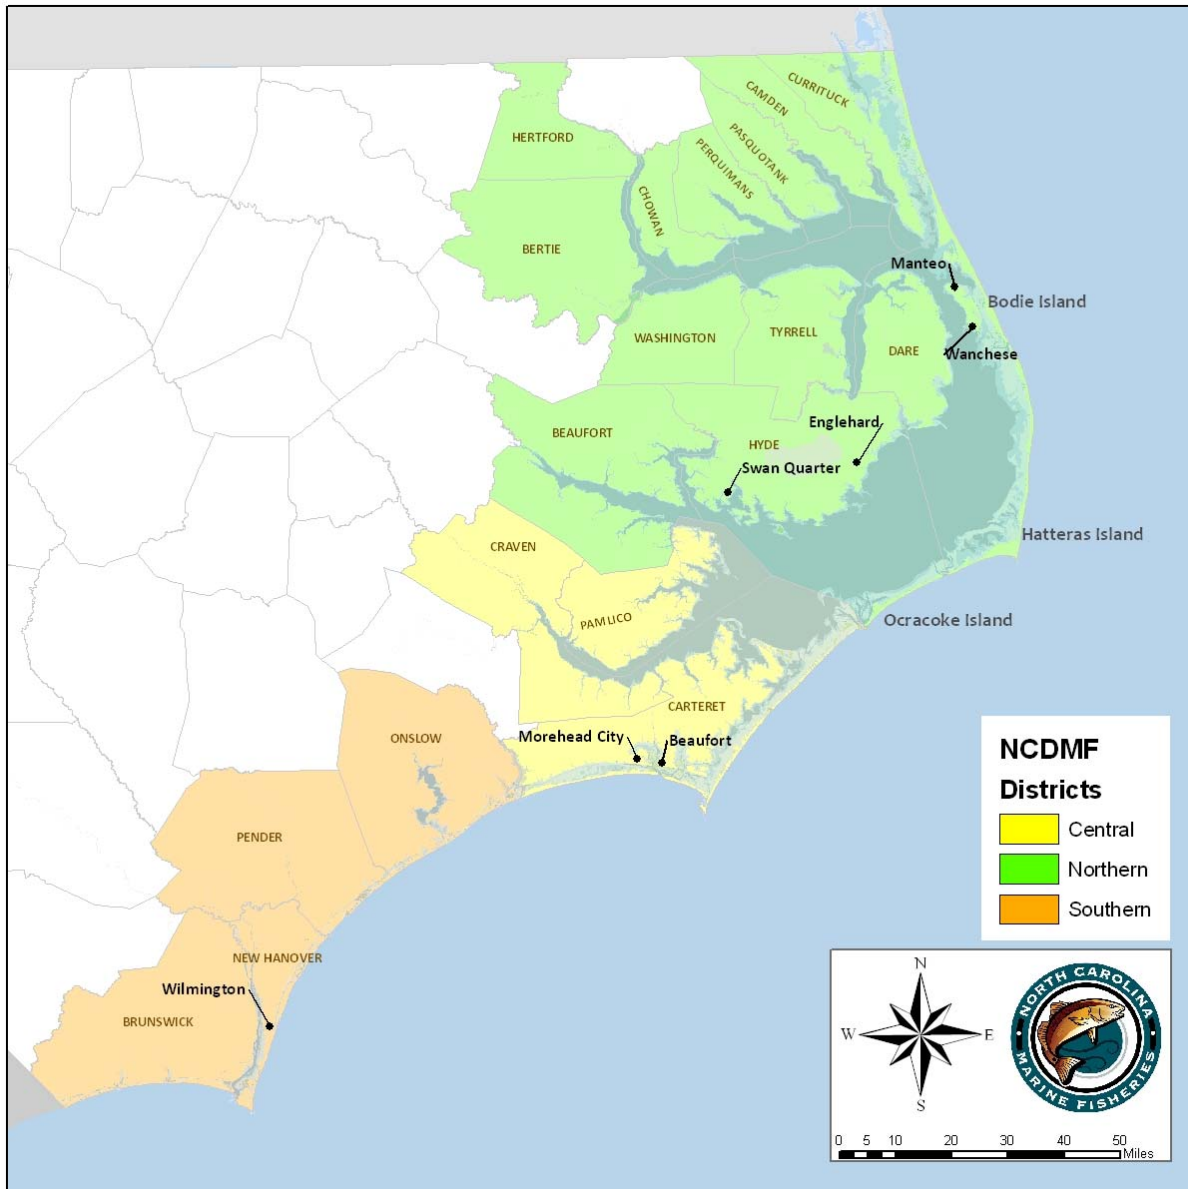 CURRITUCK
CAMDEN
PASQUOTANK
PERQUIMANS
HERTFORD
CHOWAN
BERTIE
Manteo
Bodie Island
WASHINGTON
TYRRELL
DARE
Wanchese
Englehard
BEAUFORT
HYDE
Swan Quarter
Hatteras Island
CRAVEN
PAMLICO
Ocracoke Island
CARTERET
Morehead City
Beaufort
ONSLOW
PENDER
NEW HANOVER
Wilmington
BRUNSWICK
NCDMF
Districts
Central
Northern
Southern
N
W
E
S
NORTH CAROLINA
MARINE FISHERIES
0 5 10 20 30 40 50
Miles